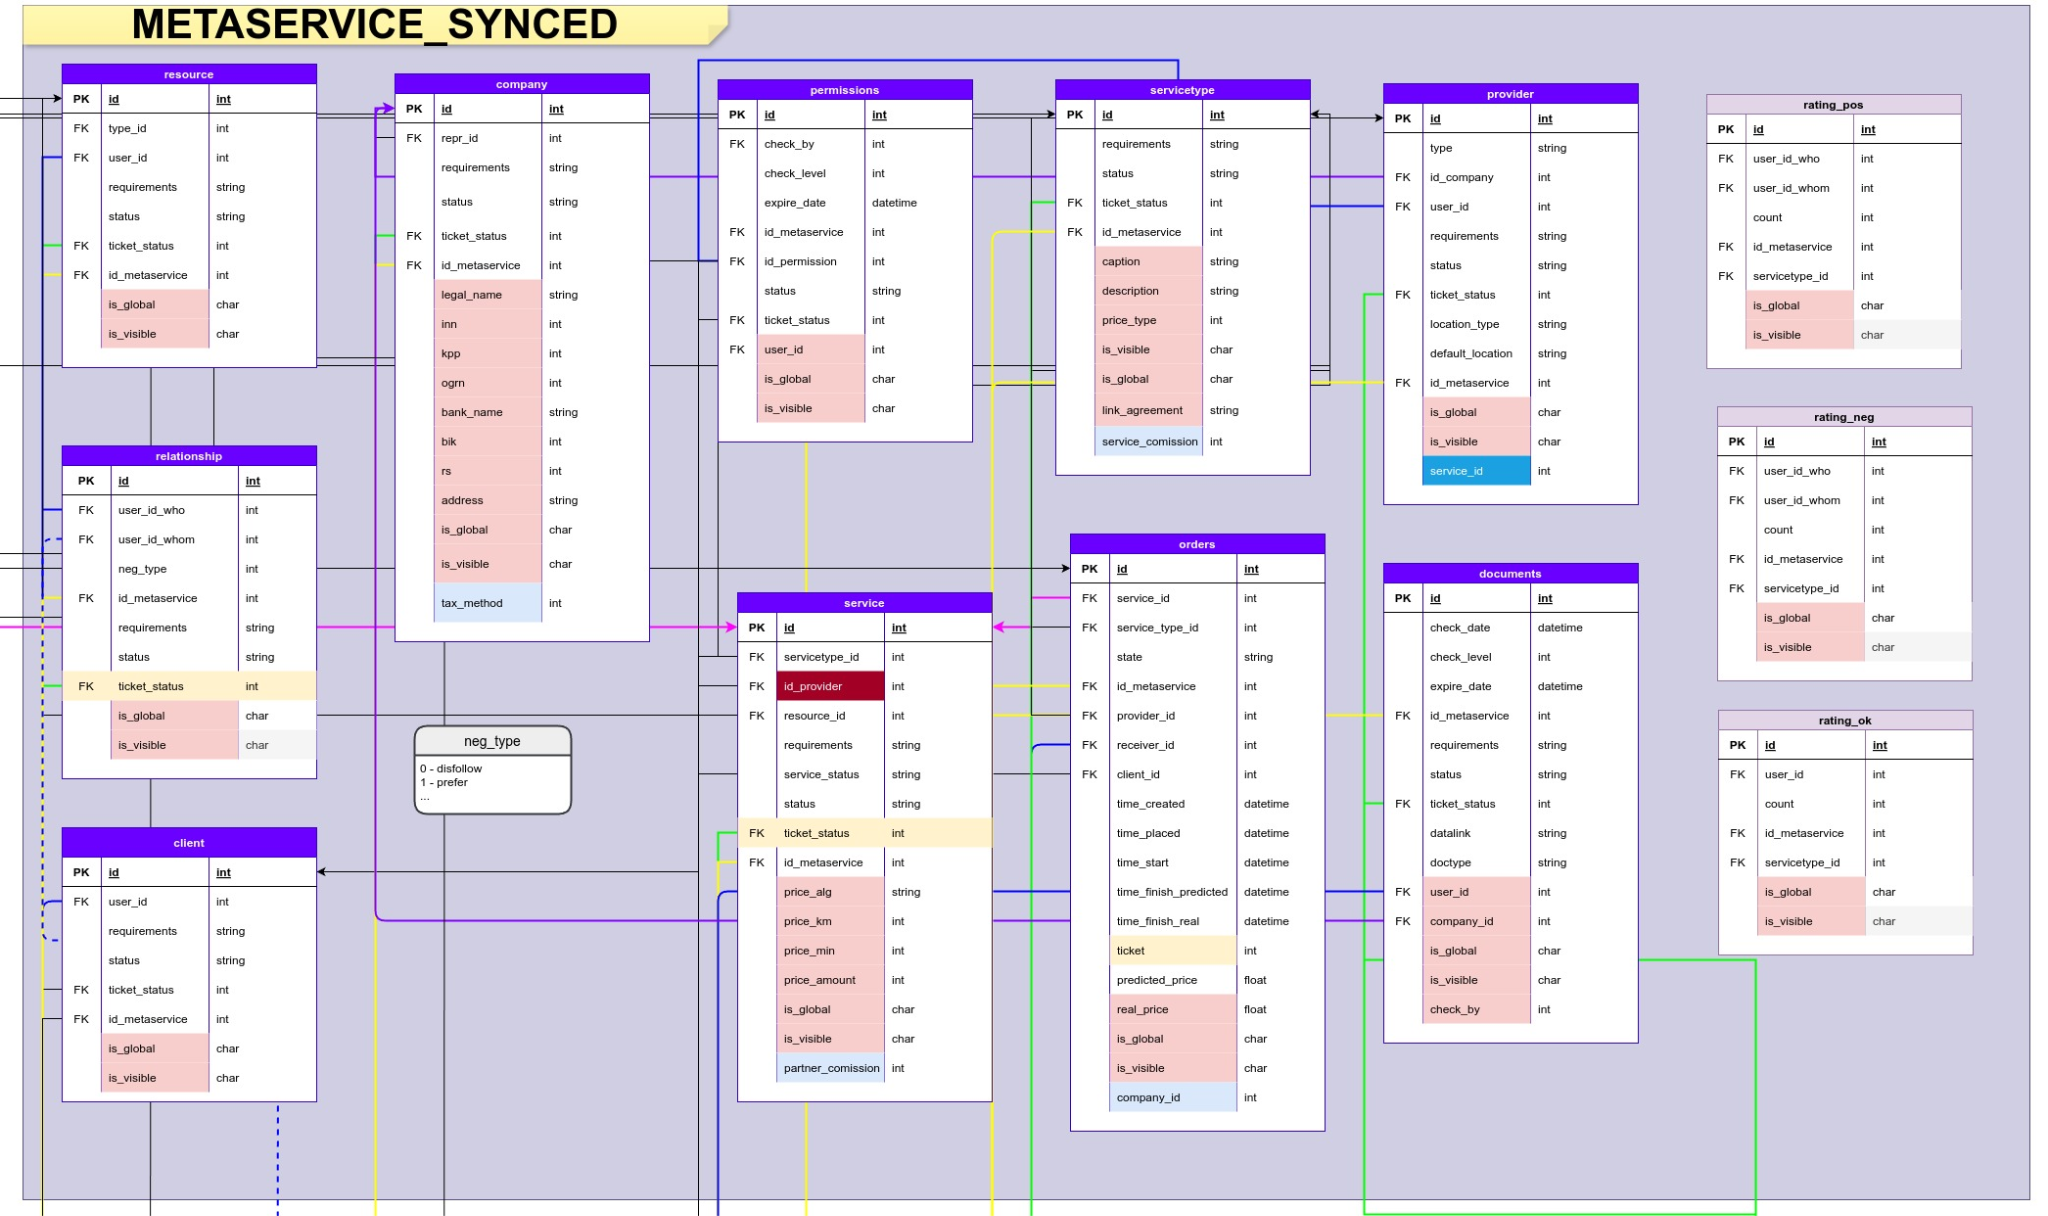 METASERVICE_SYNCED
resource
PK id int
FK type_id int
FK user_id int
requirements string
status string
FK ticket_status int
FK id_metaservice int
is_global char
is_visible char
relationship
PK id int
FK user_id_who int
FK user_id_whom int
neg_type int
FK id_metaservice int
requirements string
status string
FK ticket_status int
is_global char
is_visible char
client
PK id int
FK user_id int
requirements string
status string
FK ticket_status int
FK id_metaservice int
is_global char
is_visible char
company
PK id int
FK repr_id int
requirements string
status string
FK ticket_status int
FK id_metaservice int
legal_name string
inn int
kpp int
ogrn int
bank_name string
bik int
rs int
address string
is_global char
is_visible char
tax_method int
neg_type
0 - disfollow
1 - prefer
...
permissions
PK id int
FK check_by int
check_level int
expire_date datetime
FK id_metaservice int
FK id_permission int
status string
FK ticket_status int
FK user_id int
is_global char
is_visible char
service
PK id int
FK servicetype_id int
FK id_provider int
FK resource_id int
requirements string
service_status string
status string
FK ticket_status int
FK id_metaservice int
price_alg string
price_km int
price_min int
price_amount int
is_global char
is_visible char
partner_comission int
servicetype
PK id int
requirements string
status string
FK ticket_status int
FK id_metaservice int
caption string
description string
price_type int
is_visible char
is_global char
link_agreement string
service_comission int
orders
PK id int
FK service_id int
FK service_type_id int
state string
FK id_metaservice int
FK provider_id int
FK receiver_id int
FK client_id int
time_created datetime
time_placed datetime
time_start datetime
time_finish_predicted datetime
time_finish_real datetime
ticket int
predicted_price float
real_price float
is_global char
is_visible char
company_id int
provider
PK id int
type string
FK id_company int
FK user_id int
requirements string
status string
FK ticket_status int
location_type string
default_location string
FK id_metaservice int
is_global char
is_visible char
service_id int
documents
PK id int
check_date datetime
check_level int
expire_date datetime
FK id_metaservice int
requirements string
status string
FK ticket_status int
datalink string
doctype string
FK user_id int
FK company_id int
is_global char
is_visible char
check_by int
rating_pos
PK id int
FK user_id_who int
FK user_id_whom int
count int
FK id_metaservice int
FK servicetype_id int
is_global char
is_visible char
rating_neg
PK id int
FK user_id_who int
FK user_id_whom int
count int
FK id_metaservice int
FK servicetype_id int
is_global char
is_visible char
rating_ok
PK id int
FK user_id int
count int
FK id_metaservice int
FK servicetype_id int
is_global char
is_visible char